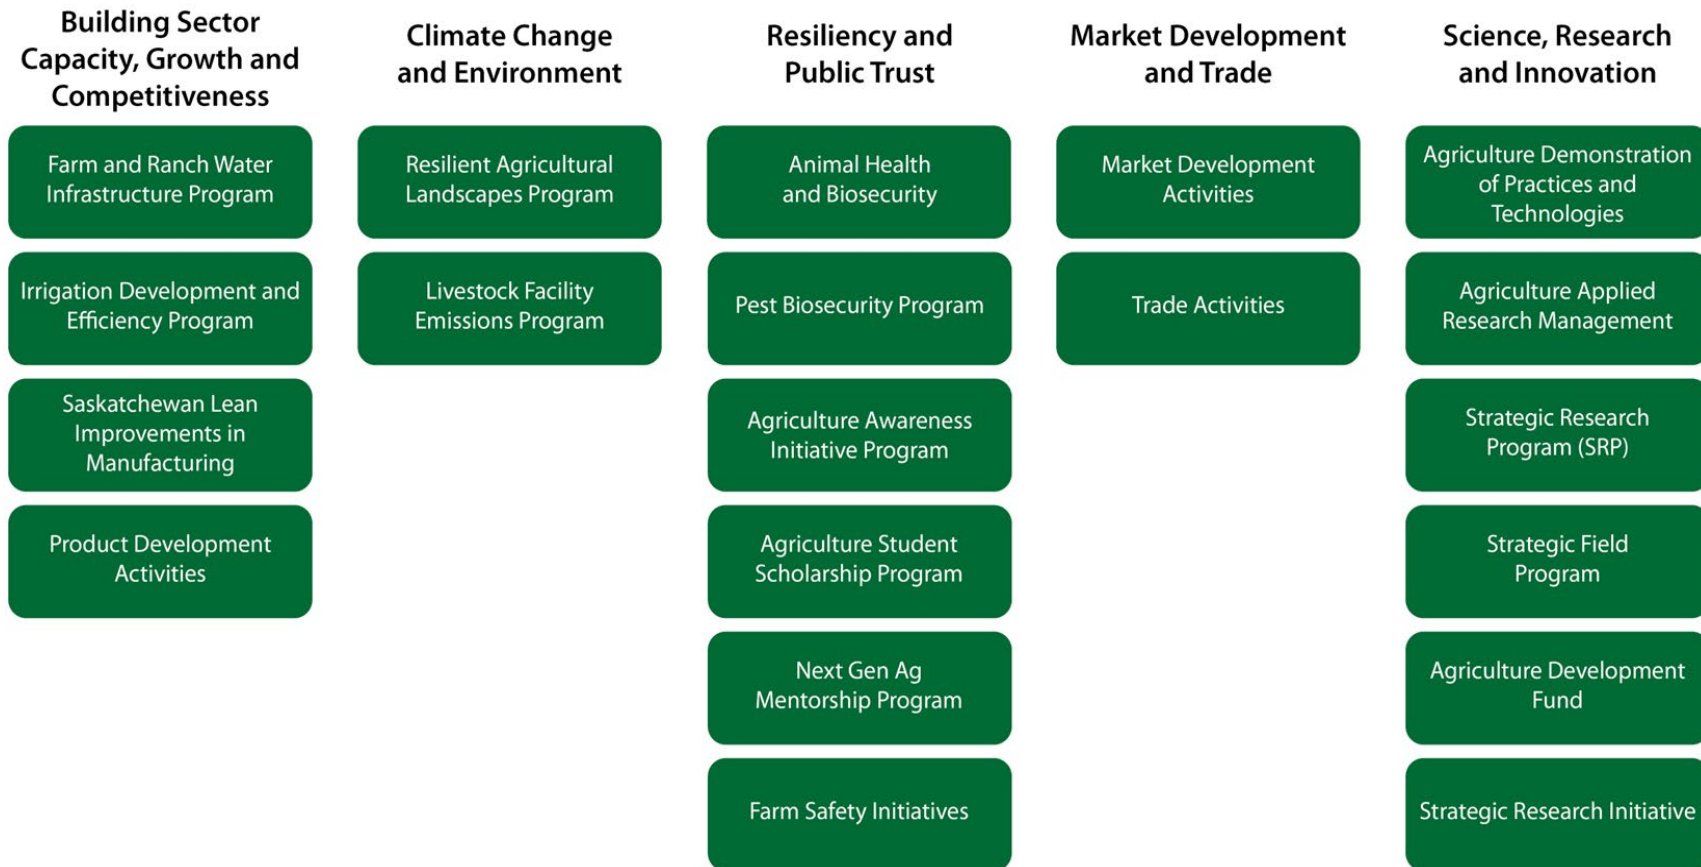 Building Sector
Capacity, Growth and
Competitiveness
Farm and Ranch Water
Infrastructure Program
Irrigation Development and
Efficiency Program
Saskatchewan Lean
Improvements in
Manufacturing
Product Development
Activities
Climate Change
and Environment
Resilient Agricultural
Landscapes Program
Livestock Facility
Emissions Program
Resiliency and
Public Trust
Animal Health
and Biosecurity
Pest Biosecurity Program
Agriculture Awareness
Initiative Program
Agriculture Student
Scholarship Program
Next Gen Ag
Mentorship Program
Farm Safety Initiatives
Market Development
and Trade
Market Development
Activities
Trade Activities
Science, Research
and Innovation
Agriculture Demonstration
of Practices and
Technologies
Agriculture Applied
Research Management
Strategic Research
Program (SRP)
Strategic Field
Program
Agriculture Development
Fund
Strategic Research Initiative